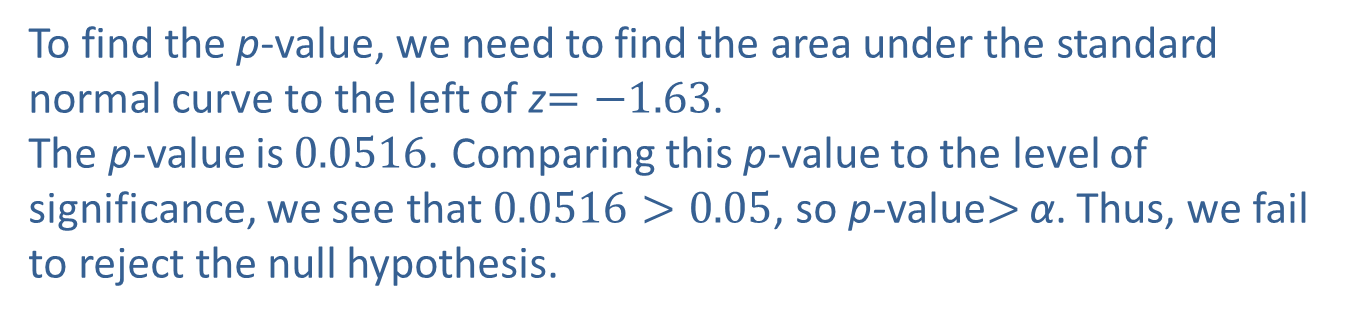 To find the p-value, we need to find the area under the standard
normal curve to the left of z= −1.63.
The p-value is 0.0516. Comparing this p-value to the level of
significance, we see that 0.0516 > 0.05, so p-value> α. Thus, we fail
to reject the null hypothesis.